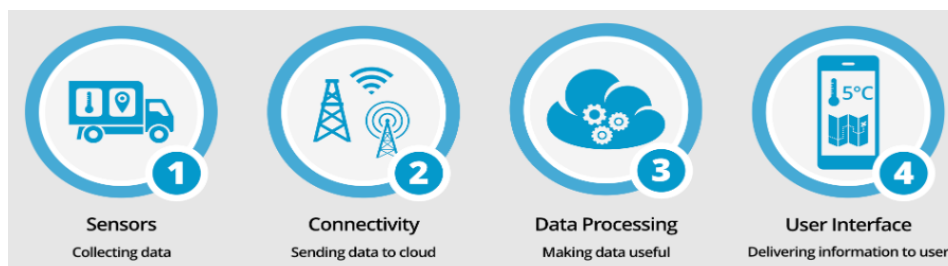 5°C
1
2
3
4
Sensors
Connectivity
Data Processing
User Interface
Collecting data
Sending data to cloud
Making data useful
Delivering information to user